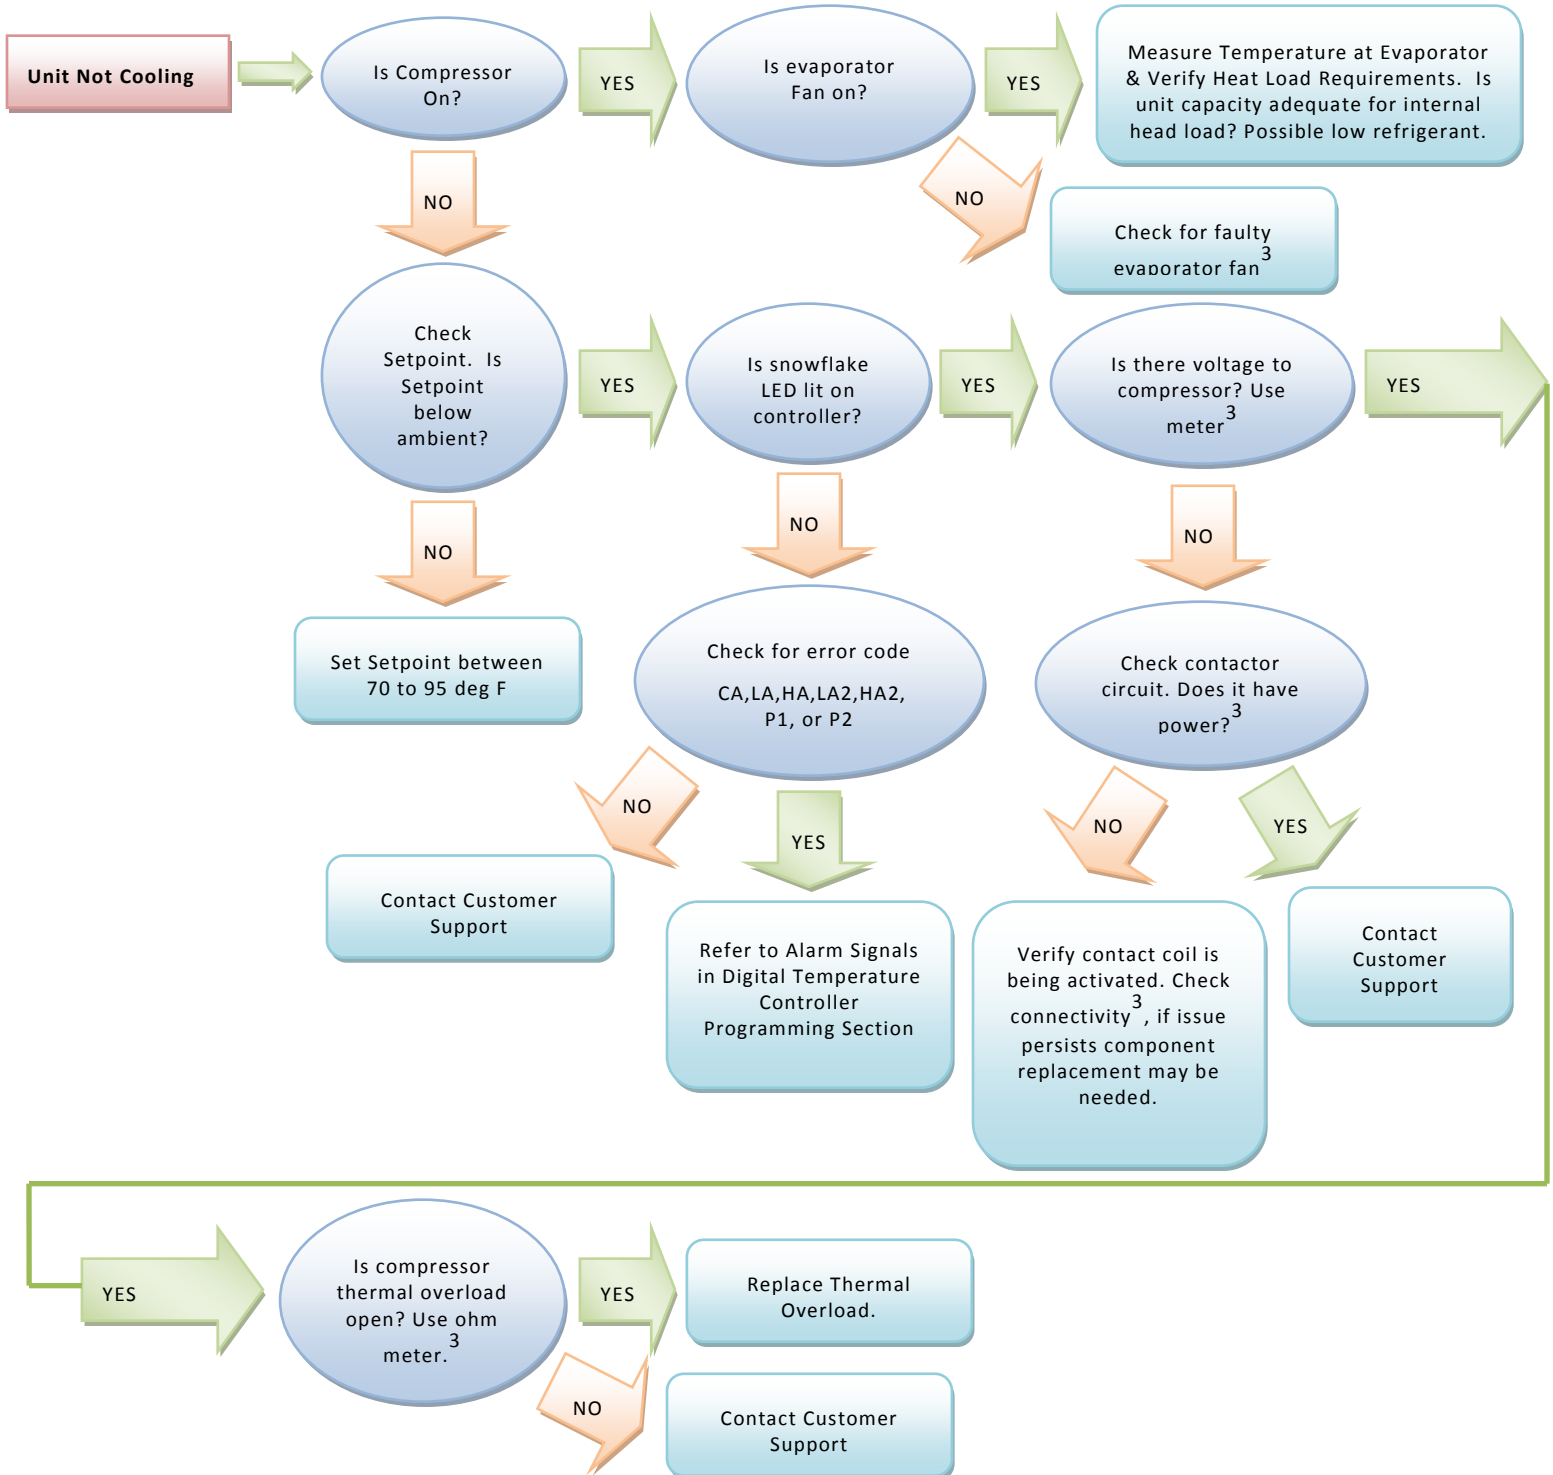 Unit Not Cooling
Is Compressor
On?
YES
Is evaporator
Fan on?
YES
Measure Temperature at Evaporator
& Verify Heat Load Requirements. Is
unit capacity adequate for internal
head load? Possible low refrigerant.
NO
NO
Check for faulty
evaporator fan3
Check
Setpoint. Is
Setpoint
below
ambient?
YES
Is snowflake
LED lit on
controller?
YES
Is there voltage to
compressor? Use
meter3
YES
NO
NO
NO
Set Setpoint between
70 to 95 deg F
Check for error code
CA,LA,HA,LA2,HA2,
P1, or P2
Check contactor
circuit. Does it have
power?3
NO
YES
NO
YES
Contact Customer
Support
Refer to Alarm Signals
in Digital Temperature
Controller
Programming Section
Verify contact coil is
being activated. Check
connectivity3, if issue
persists component
replacement may be
needed.
Contact
Customer
Support
YES
Is compressor
thermal overload
open? Use ohm
meter.3
YES
Replace Thermal
Overload.
NO
Contact Customer
Support